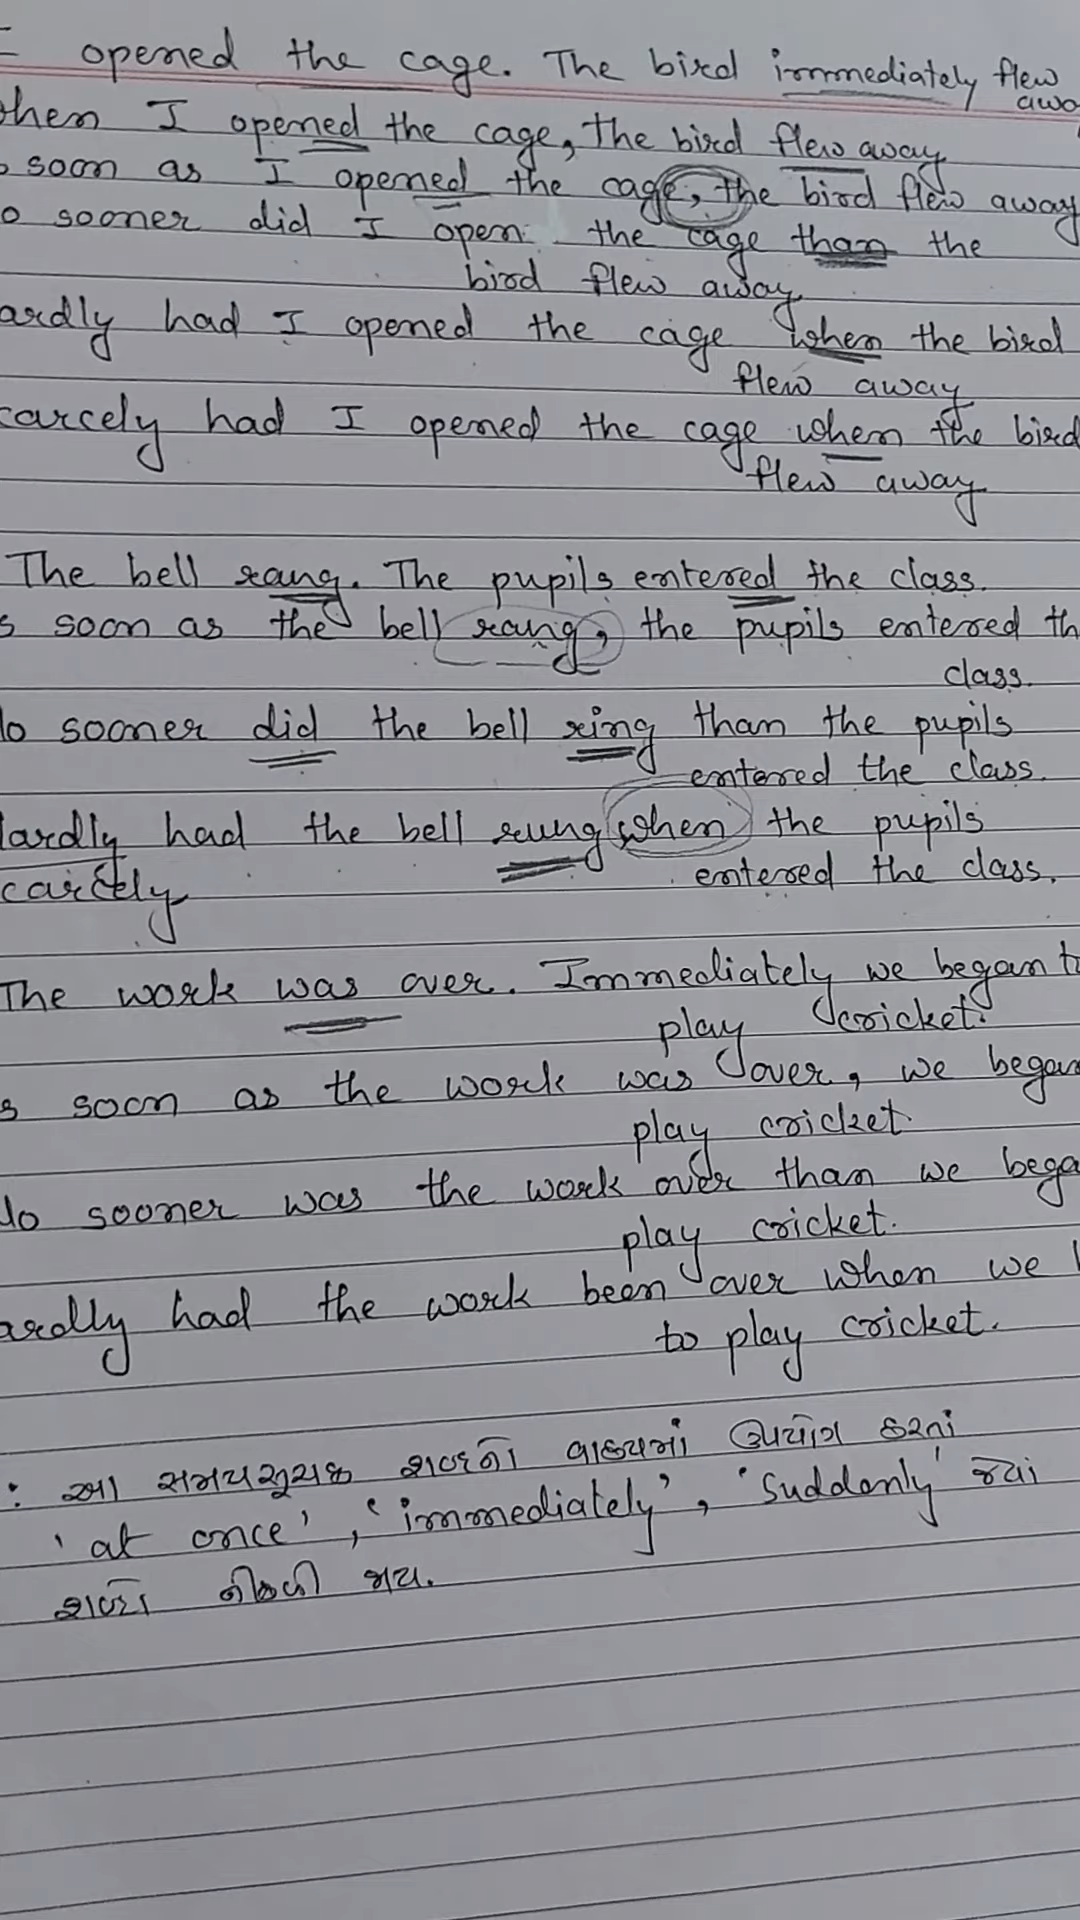 I opened the cage. The bird immediately flew
awa
hen I opened the cage, the bird flew away
soon as I opened the cage, the bird flew away
o sooner did I open the cage than the
bird flew away
ardly had I opened the cage when the bird
flew away
carcely had I opened the cage when the bird
flew away
The bell rang. The pupils entered the class.
s soon as the bell rang, the pupils entered th
class.
lo sooner did the bell ring than the pupils
entered the class.
lardly had the bell rung when the pupils
carcely entered the class.
The work was over. Immediately we began t
play cricket.
s soon as the work was over, we began
play cricket.
lo sooner was the work over than we bega
play cricket.
ardly had the work been over when we
to play cricket.
: આ સમયસૂચક શબ્દનો વાક્યમાં ઉપયોગ કરતાં
'at once', 'immediately', 'suddenly' જેવાં
શબ્દો નીકળી જાય.